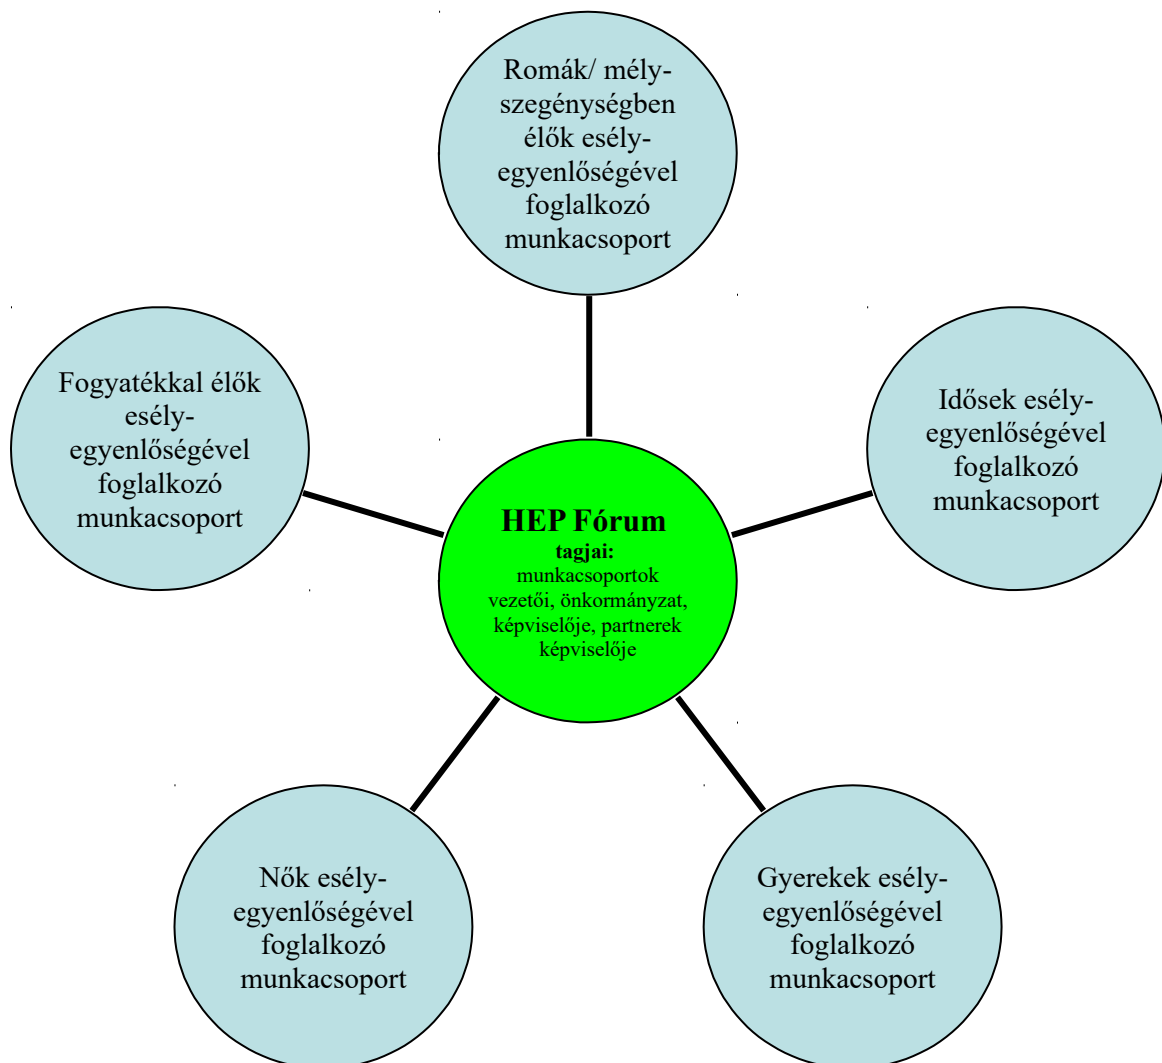 Romák/ mély-
szegénységben
élők esély-
egyenlőségével
foglalkozó
munkacsoport
Fogyatékkal élők
esély-
egyenlőségével
foglalkozó
munkacsoport
Idősek esély-
egyenlőségével
foglalkozó
munkacsoport
HEP Fórum
tagjai:
munkacsoportok
vezetői, önkormányzat,
képviselője, partnerek
képviselője
Nők esély-
egyenlőségével
foglalkozó
munkacsoport
Gyerekek esély-
egyenlőségével
foglalkozó
munkacsoport